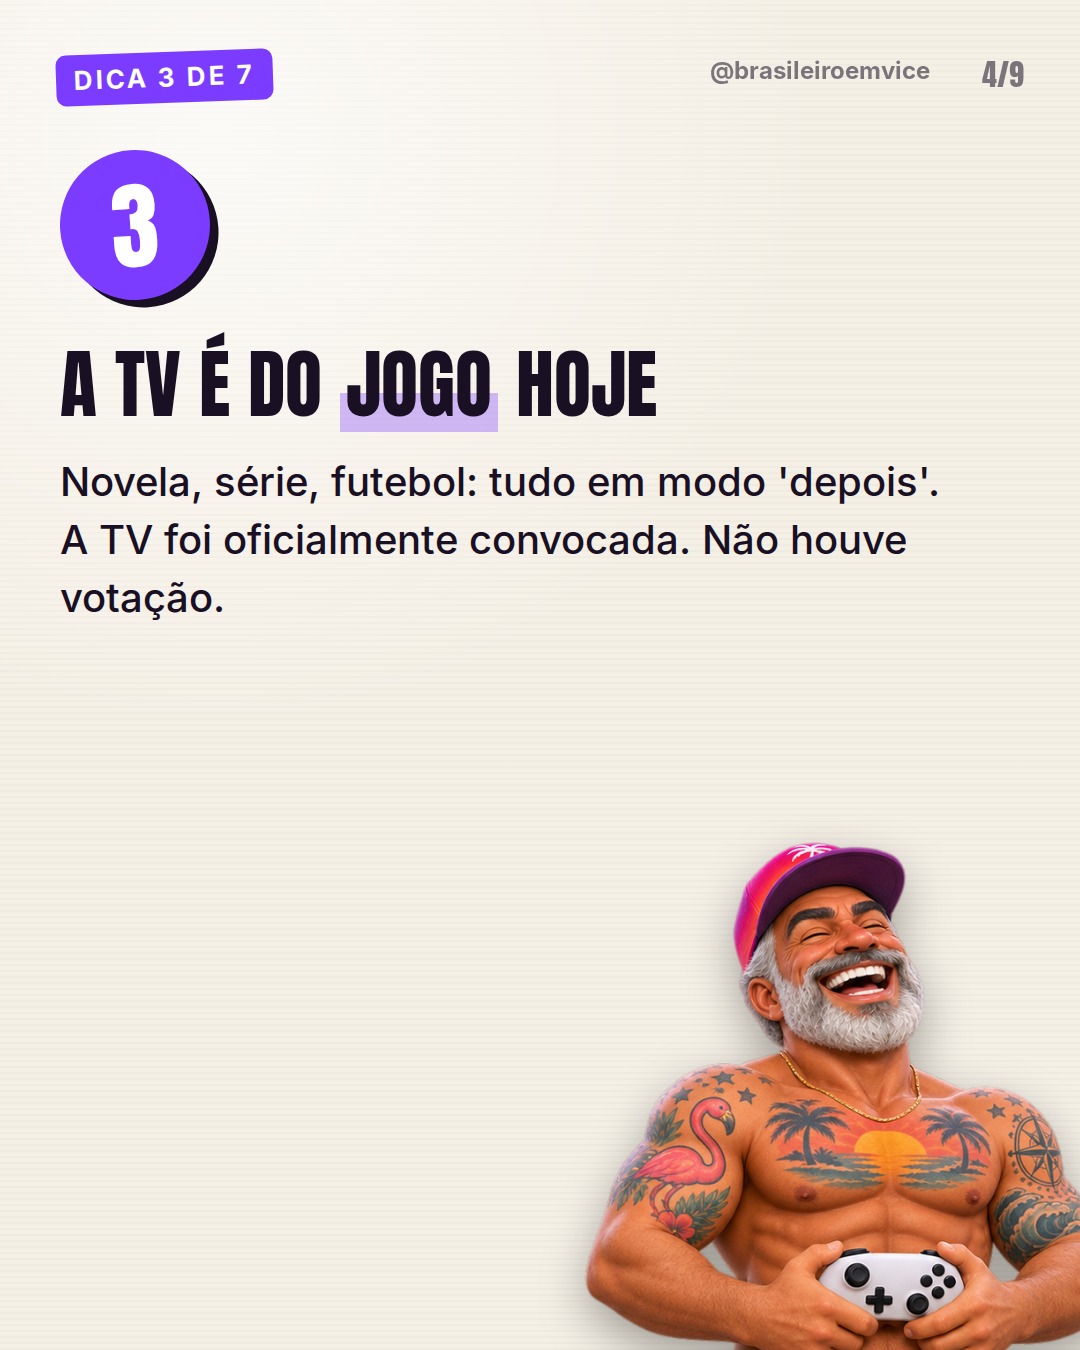 DICA 3 DE 7
@brasileiroemvice
4/9
3
A TV É DO JOGO HOJE
Novela, série, futebol: tudo em modo 'depois'.
A TV foi oficialmente convocada. Não houve
votação.